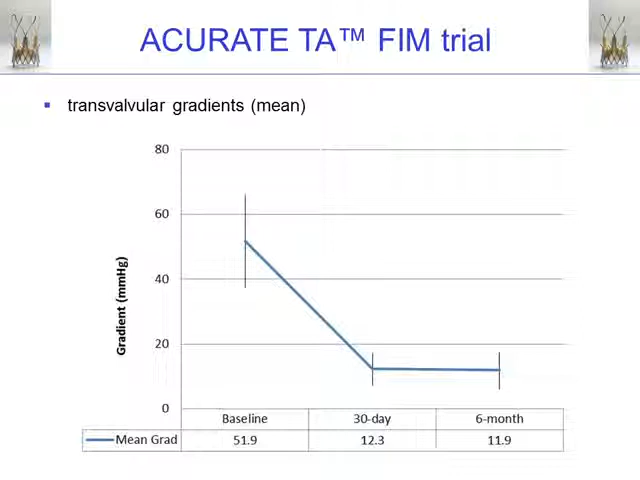 ACURATE TA™ FIM trial
▪ transvalvular gradients (mean)
80
60
40
20
0
Gradient (mmHg)
Baseline 30-day 6-month
Mean Grad 51.9 12.3 11.9